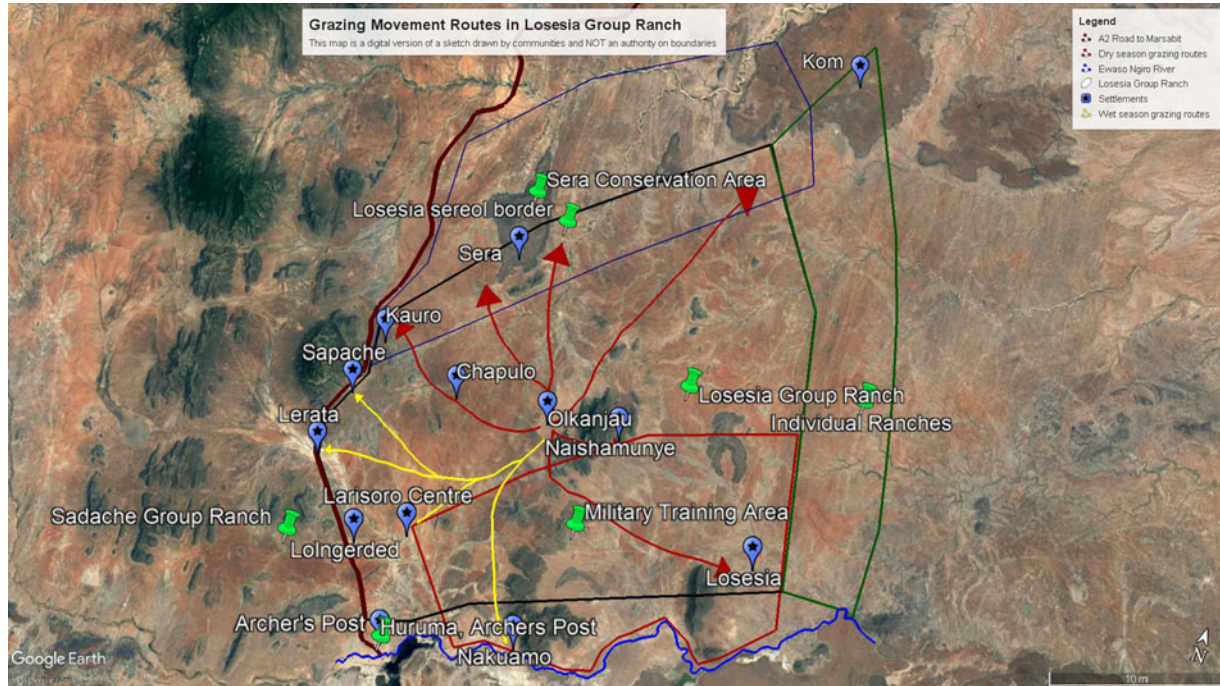 Grazing Movement Routes in Losesia Group Ranch
This map is a digital version of a sketch drawn by communities and NOT an authority on boundaries
Legend
A2 Road to Marsabit
Dry season grazing routes
Ewaso Ngiro River
Losesia Group Ranch
Settlements
Wet season grazing routes
Kom
Sera Conservation Area
Losesia sereol border
Sera
Kauro
Sapache
Chapulo
Losesia Group Ranch
Olkanjau
Individual Ranches
Lerata
Naishamunye
Larisoro Centre
Sadache Group Ranch
Military Training Area
Lolngerded
Losesia
Archer's Post
Huruma, Archers Post
Nakuamo
Google Earth
N
10 mi